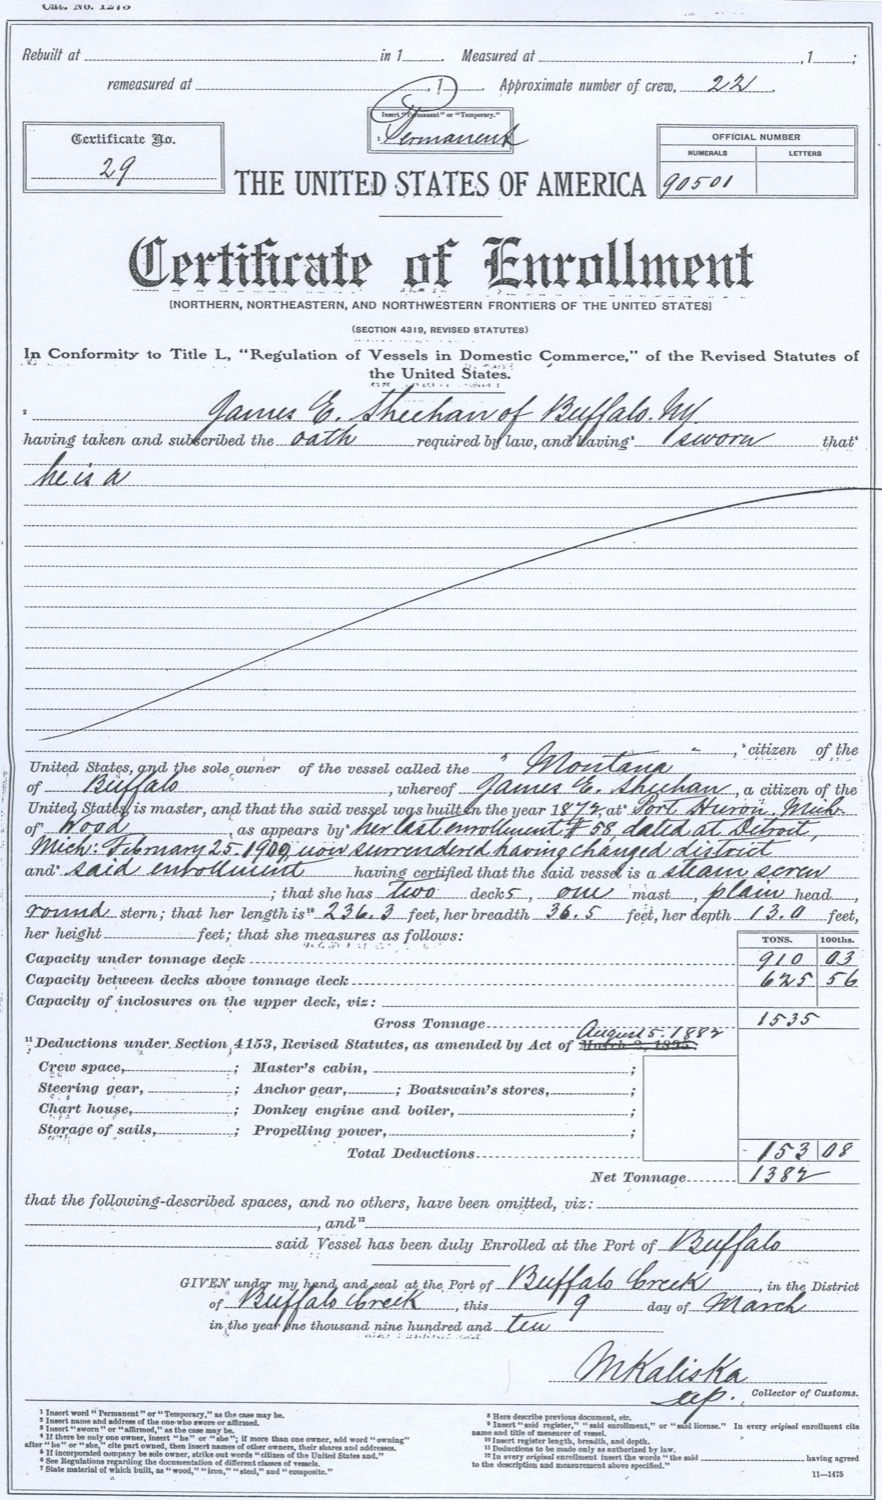 Cat. No. 1275
Rebuilt at in 1 . Measured at , 1 ;
remeasured at , 1 . Approximate number of crew, 22 .
Insert "Permanent" or "Temporary."
1 Permanent
Certificate No.
29
OFFICIAL NUMBER
NUMERALS LETTERS
90501
THE UNITED STATES OF AMERICA
Certificate of Enrollment
[NORTHERN, NORTHEASTERN, AND NORTHWESTERN FRONTIERS OF THE UNITED STATES]
(SECTION 4319, REVISED STATUTES)
In Conformity to Title L, "Regulation of Vessels in Domestic Commerce," of the Revised Statutes of
the United States.
2 James E. Sheehan of Buffalo. NY.
having taken and subscribed the oath required by law, and having 3 sworn that 4
he is a
, 5 citizen of the
United States, and the sole owner of the vessel called the 6 Montana
of Buffalo , whereof James E. Sheehan , a citizen of the
United States, is master, and that the said vessel was built in the year 1872, at Port Huron, Mich.
of 7 wood , as appears by 8 her last enrollment # 58 dated at Detroit,
Mich: February 25. 1909, now surrendered having changed district
and 9 said enrollment having certified that the said vessel is a steam screw
; that she has two decks, one mast , plain head ,
round stern; that her length is 10 236.3 feet, her breadth 36.5 feet, her depth 13.0 feet,
her height feet; that she measures as follows:
TONS. 100ths.
Capacity under tonnage deck 910 03
Capacity between decks above tonnage deck 625 56
Capacity of inclosures on the upper deck, viz:
Gross Tonnage 1535
August 5. 1882
11 Deductions under Section 4153, Revised Statutes, as amended by Act of March 2, 1895:
Crew space, ; Master's cabin, ;
Steering gear, ; Anchor gear, ; Boatswain's stores, ;
Chart house, ; Donkey engine and boiler, ;
Storage of sails, ; Propelling power, ;
Total Deductions 153 08
Net Tonnage 1382
that the following-described spaces, and no others, have been omitted, viz:
, and 12
said Vessel has been duly Enrolled at the Port of Buffalo
GIVEN under my hand and seal at the Port of Buffalo Creek , in the District
of Buffalo Creek , this 9 day of March
in the year one thousand nine hundred and ten
M Kaliska
Dep. Collector of Customs.
1 Insert word "Permanent" or "Temporary," as the case may be.
2 Insert name and address of the one who swore or affirmed.
3 Insert "sworn" or "affirmed," as the case may be.
4 If there be only one owner, insert "he" or "she"; if more than one owner, add word "owning"
after "he" or "she," cite part owned, then insert names of other owners, their shares and addresses.
5 If incorporated company be sole owner, strike out words "citizen of the United States and."
6 See Regulations regarding the documentation of different classes of vessels.
7 State material of which built, as "wood," "iron," "steel," and "composite."
8 Here describe previous document, etc.
9 Insert "said register," "said enrollment," or "said license." In every original enrollment cite
name and title of measurer of vessel.
10 Insert register length, breadth, and depth.
11 Deductions to be made only as authorized by law.
12 In every original enrollment insert the words "the said having agreed
to the description and measurement above specified."
11—1475